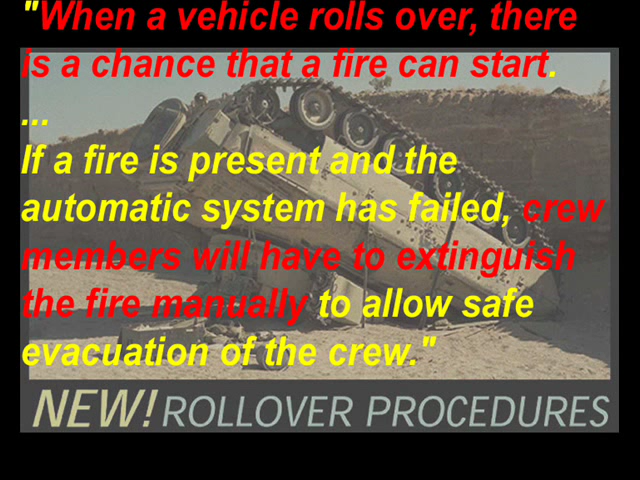 "When a vehicle rolls over, there
is a chance that a fire can start.
...
If a fire is present and the
automatic system has failed, crew
members will have to extinguish
the fire manually to allow safe
evacuation of the crew."
NEW! ROLLOVER PROCEDURES